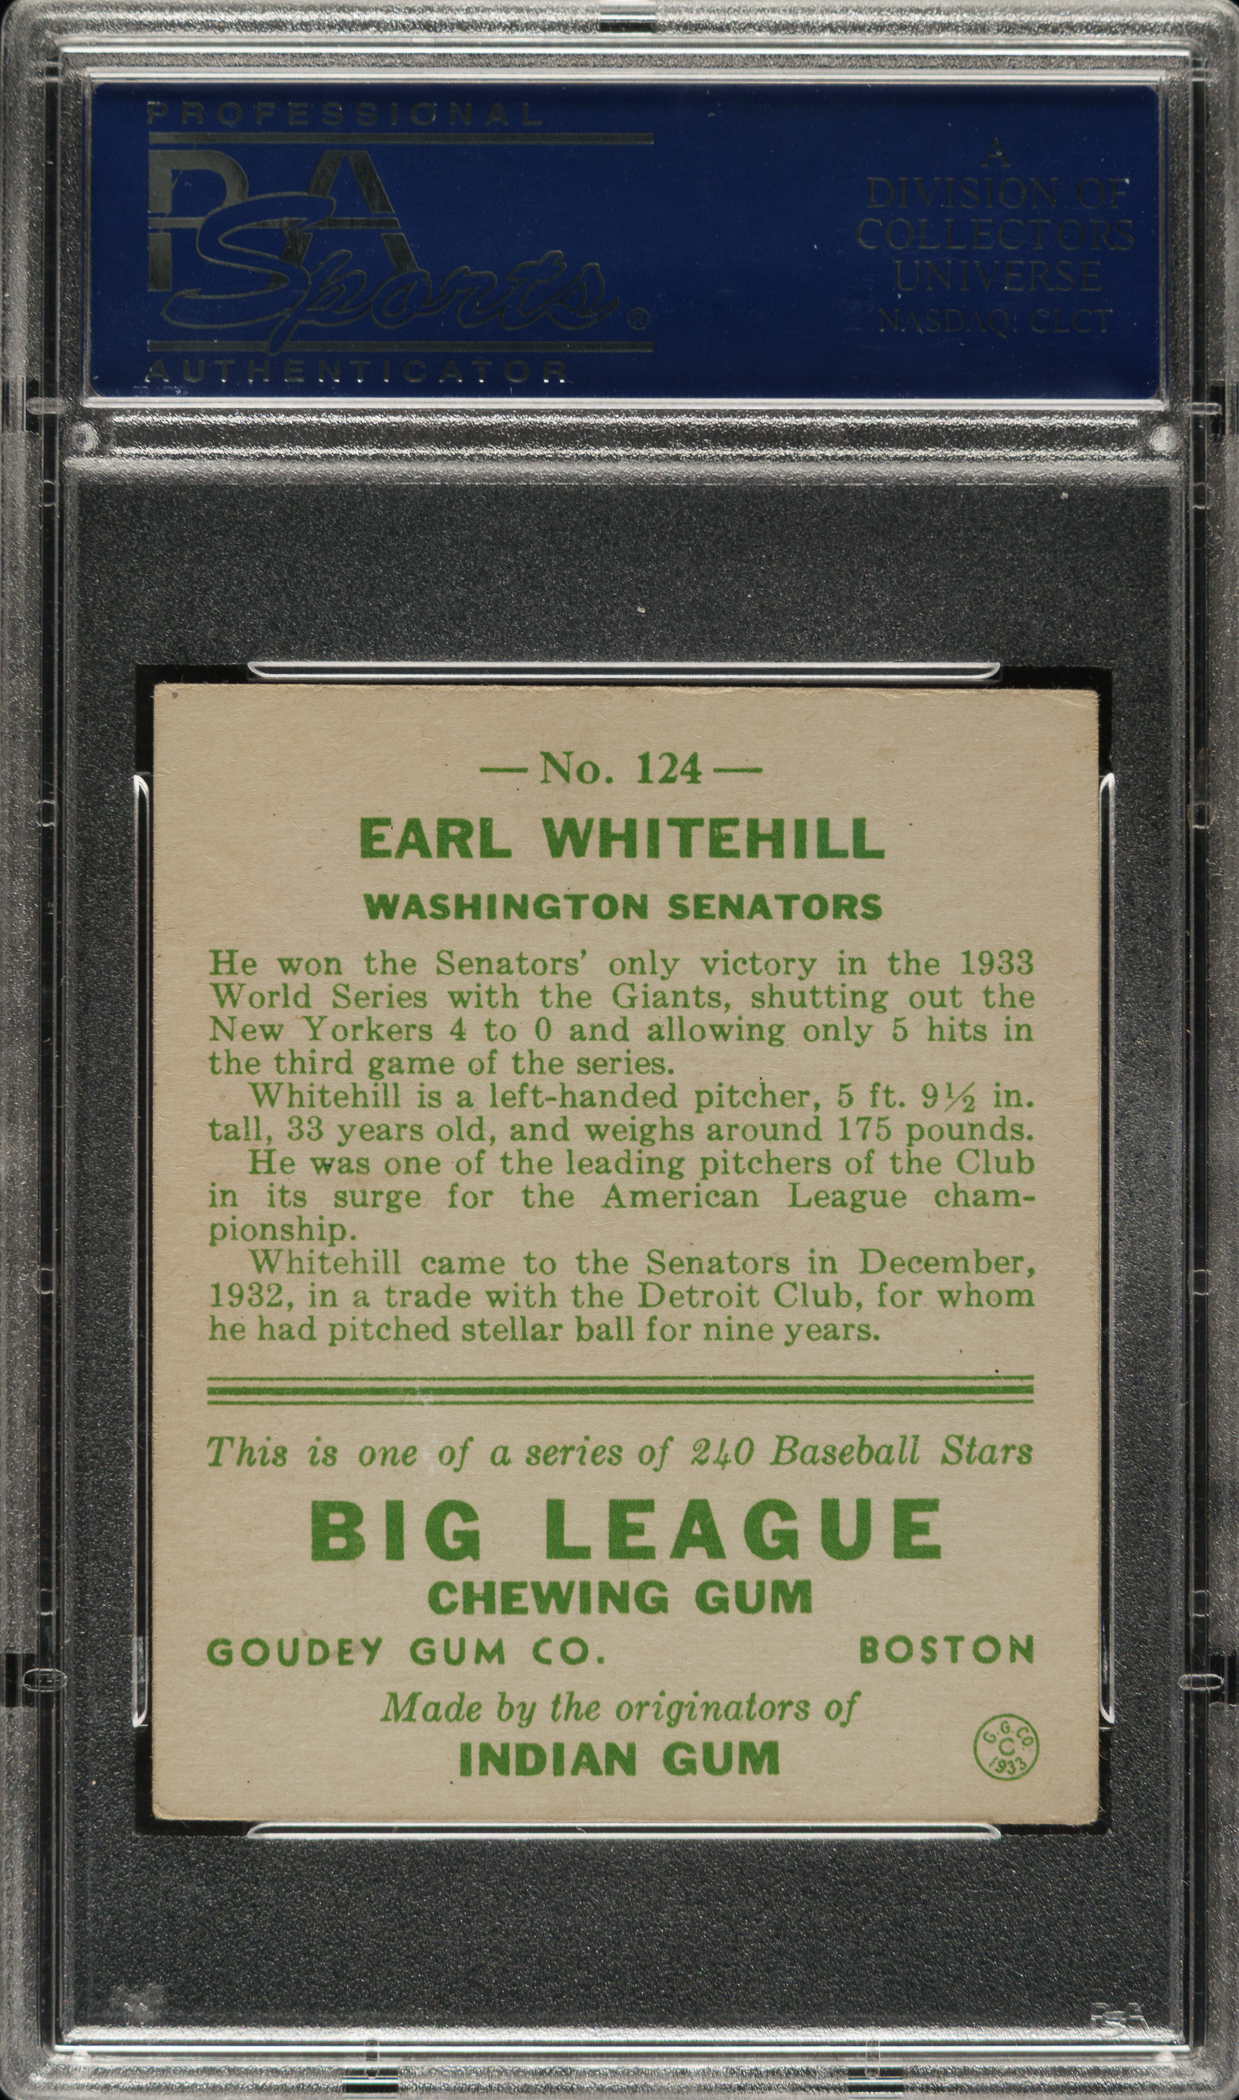 PROFESSIONAL
PSA
Sports®
AUTHENTICATOR
A
DIVISION OF
COLLECTORS
UNIVERSE
NASDAQ: CLCT
— No. 124 —
EARL WHITEHILL
WASHINGTON SENATORS
He won the Senators' only victory in the 1933
World Series with the Giants, shutting out the
New Yorkers 4 to 0 and allowing only 5 hits in
the third game of the series.
Whitehill is a left-handed pitcher, 5 ft. 9½ in.
tall, 33 years old, and weighs around 175 pounds.
He was one of the leading pitchers of the Club
in its surge for the American League cham-
pionship.
Whitehill came to the Senators in December,
1932, in a trade with the Detroit Club, for whom
he had pitched stellar ball for nine years.
This is one of a series of 240 Baseball Stars
BIG LEAGUE
CHEWING GUM
GOUDEY GUM CO. BOSTON
Made by the originators of
INDIAN GUM
G.G.CO.
C
1933
PSA